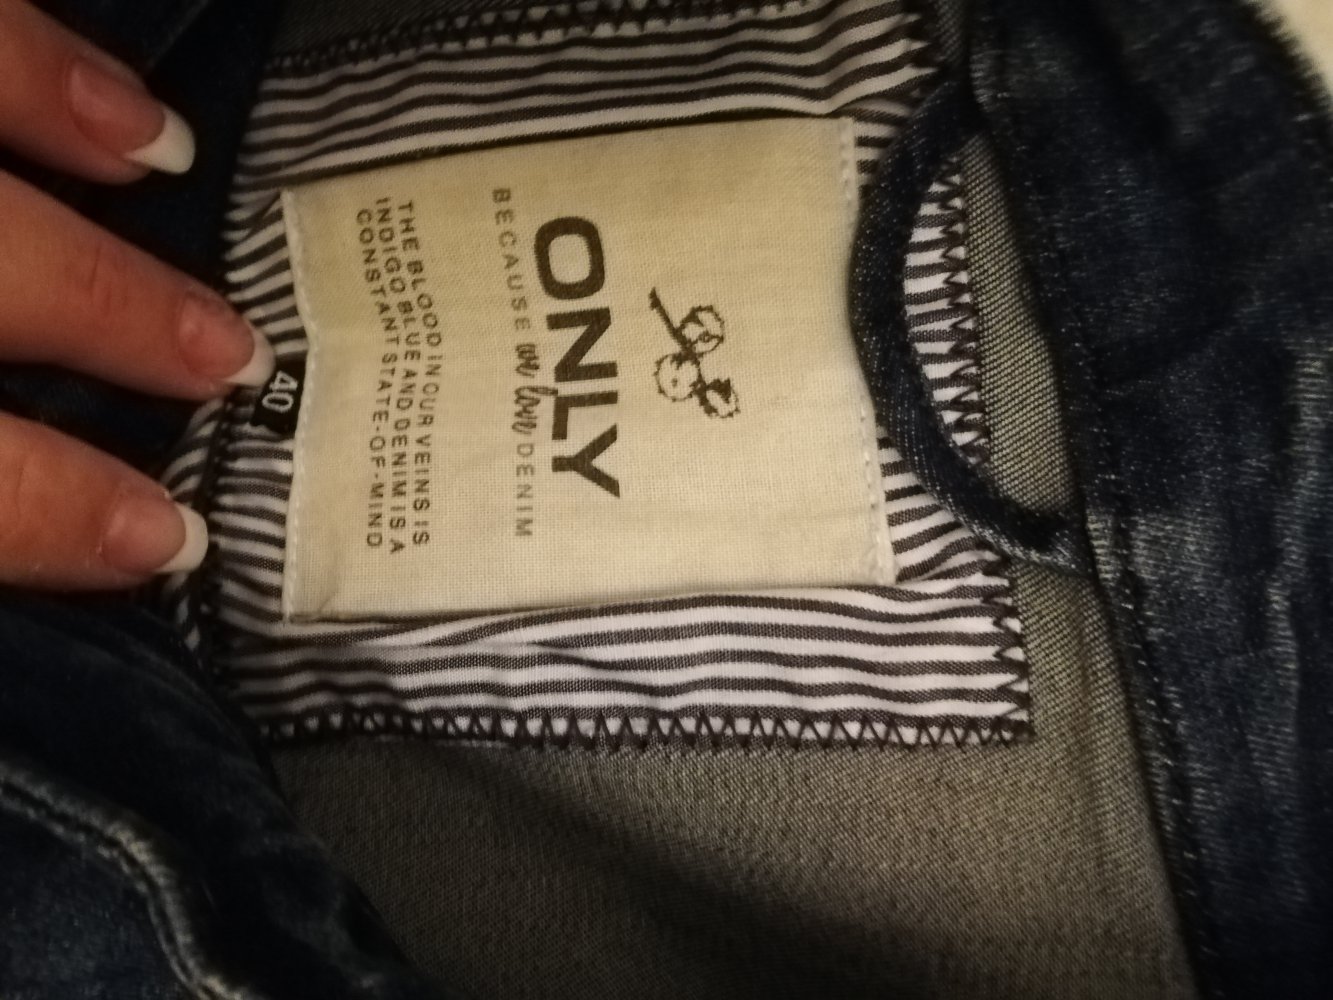 ONLY
BECAUSE we love DENIM
THE BLOOD IN OUR VEINS IS
INDIGO BLUE AND DENIM IS A
CONSTANT STATE-OF-MIND
40